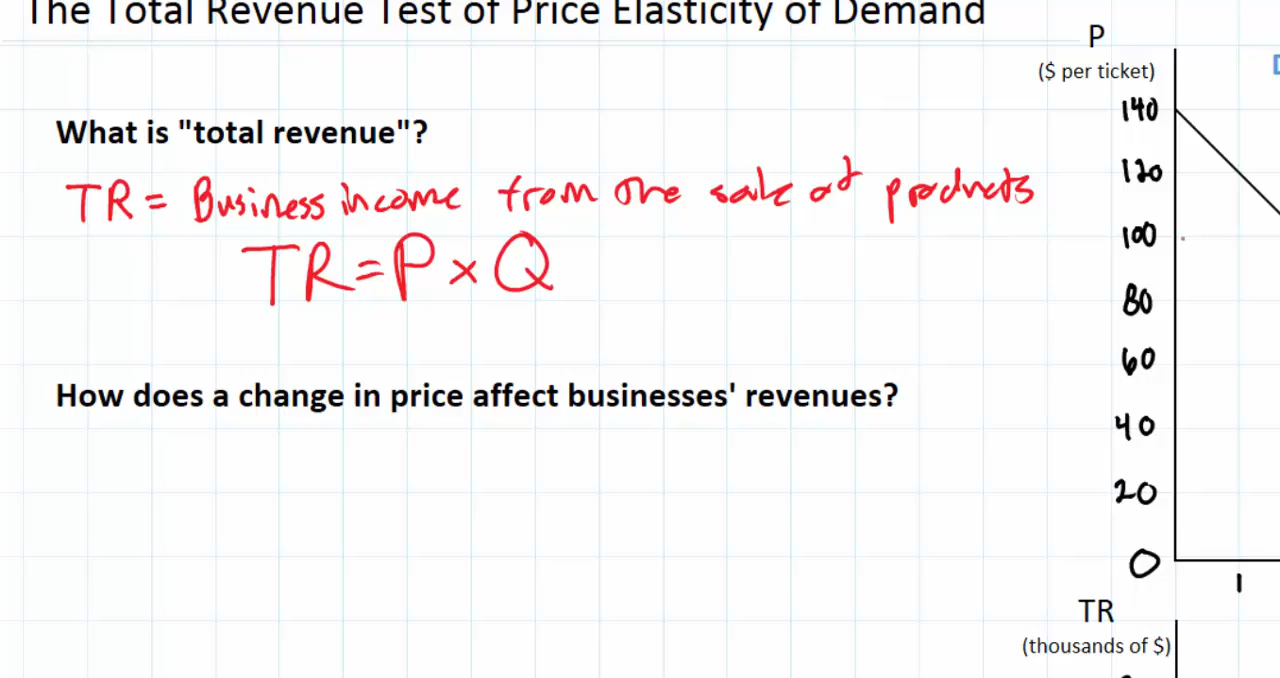 The Total Revenue Test of Price Elasticity of Demand
What is "total revenue"?
TR = Business income from the sale of products
TR = P × Q
How does a change in price affect businesses' revenues?
P
($ per ticket)
140
120
100
80
60
40
20
0
1
TR
(thousands of $)